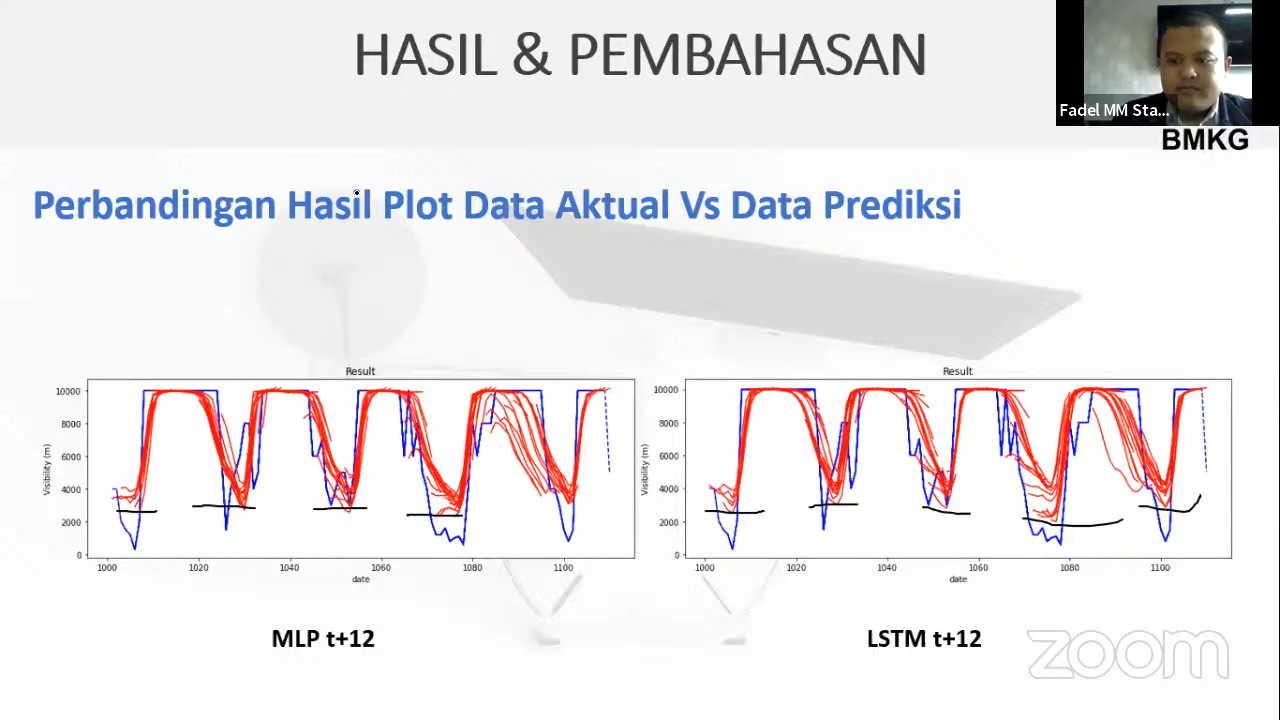 HASIL & PEMBAHASAN
Fadel MM Sta...
BMKG
Perbandingan Hasil Plot Data Aktual Vs Data Prediksi
Result
10000
8000
6000
4000
2000
0
Visibility (m)
1000 1020 1040 1060 1080 1100
date
Result
10000
8000
6000
4000
2000
0
Visibility (m)
1000 1020 1040 1060 1080 1100
date
MLP t+12
LSTM t+12
zoom